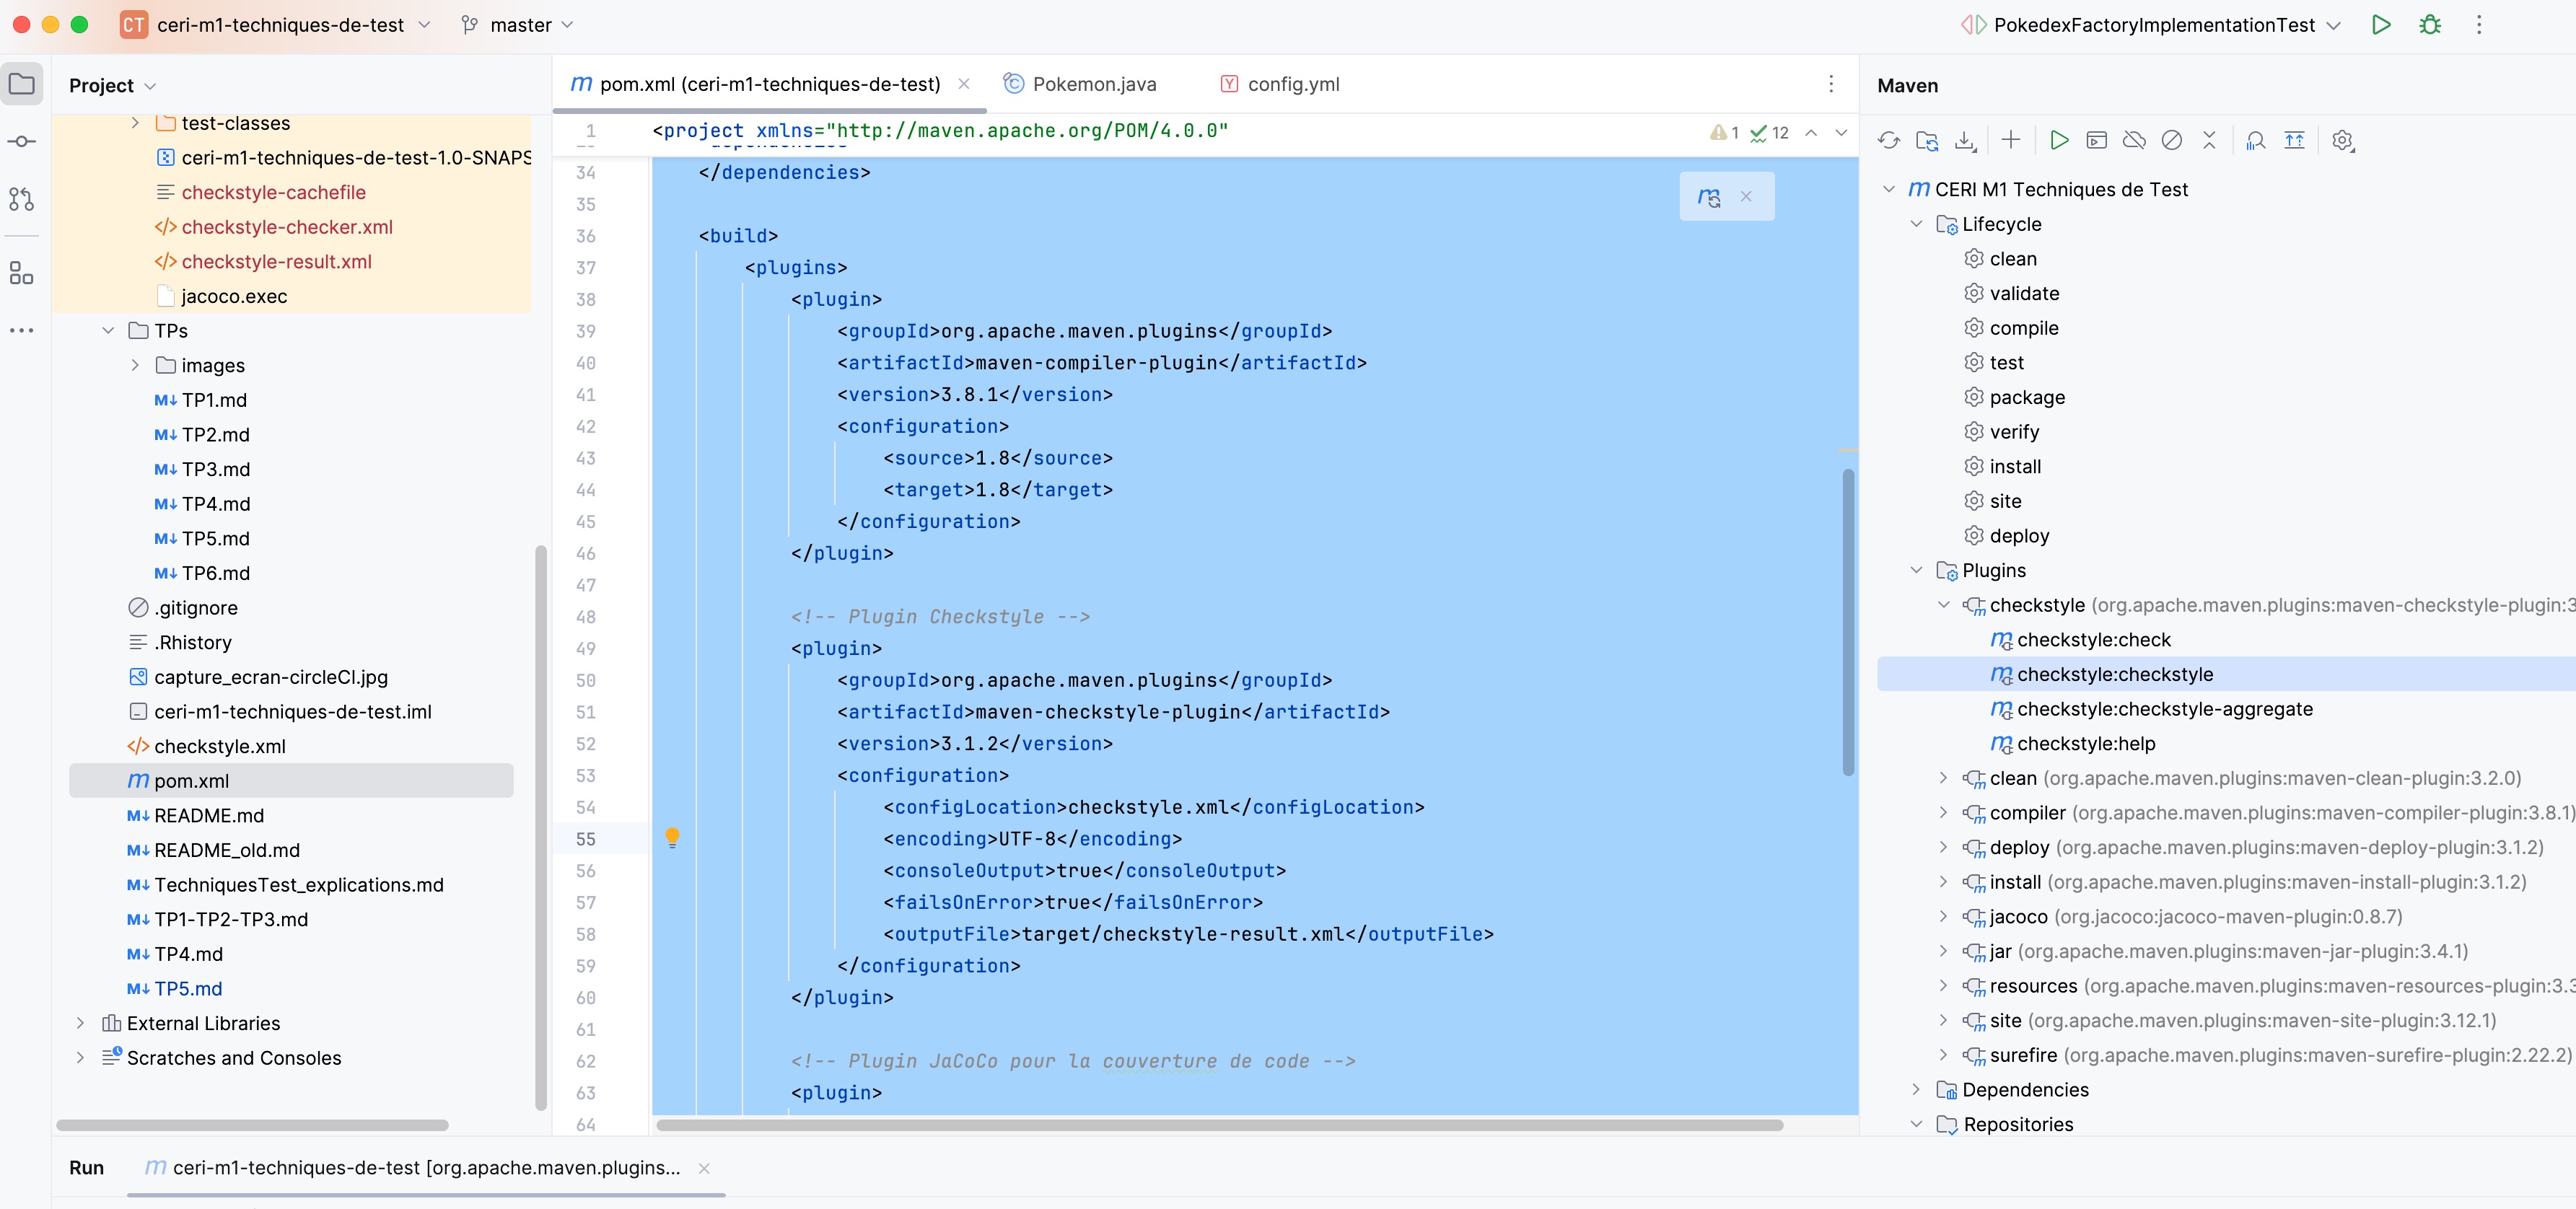 CT ceri-m1-techniques-de-test master PokedexFactoryImplementationTest
Project
test-classes
ceri-m1-techniques-de-test-1.0-SNAPS
checkstyle-cachefile
checkstyle-checker.xml
checkstyle-result.xml
jacoco.exec
TPs
images
M↓ TP1.md
M↓ TP2.md
M↓ TP3.md
M↓ TP4.md
M↓ TP5.md
M↓ TP6.md
.gitignore
.Rhistory
capture_ecran-circleCI.jpg
ceri-m1-techniques-de-test.iml
</> checkstyle.xml
m pom.xml
M↓ README.md
M↓ README_old.md
M↓ TechniquesTest_explications.md
M↓ TP1-TP2-TP3.md
M↓ TP4.md
M↓ TP5.md
External Libraries
Scratches and Consoles
m pom.xml (ceri-m1-techniques-de-test) Pokemon.java config.yml
1 <project xmlns="http://maven.apache.org/POM/4.0.0" 1 12
34 </dependencies>
35
36 <build>
37 <plugins>
38 <plugin>
39 <groupId>org.apache.maven.plugins</groupId>
40 <artifactId>maven-compiler-plugin</artifactId>
41 <version>3.8.1</version>
42 <configuration>
43 <source>1.8</source>
44 <target>1.8</target>
45 </configuration>
46 </plugin>
47
48 <!-- Plugin Checkstyle -->
49 <plugin>
50 <groupId>org.apache.maven.plugins</groupId>
51 <artifactId>maven-checkstyle-plugin</artifactId>
52 <version>3.1.2</version>
53 <configuration>
54 <configLocation>checkstyle.xml</configLocation>
55 <encoding>UTF-8</encoding>
56 <consoleOutput>true</consoleOutput>
57 <failsOnError>true</failsOnError>
58 <outputFile>target/checkstyle-result.xml</outputFile>
59 </configuration>
60 </plugin>
61
62 <!-- Plugin JaCoCo pour la couverture de code -->
63 <plugin>
64
Maven
m CERI M1 Techniques de Test
Lifecycle
clean
validate
compile
test
package
verify
install
site
deploy
Plugins
checkstyle (org.apache.maven.plugins:maven-checkstyle-plugin:3
checkstyle:check
checkstyle:checkstyle
checkstyle:checkstyle-aggregate
checkstyle:help
clean (org.apache.maven.plugins:maven-clean-plugin:3.2.0)
compiler (org.apache.maven.plugins:maven-compiler-plugin:3.8.1)
deploy (org.apache.maven.plugins:maven-deploy-plugin:3.1.2)
install (org.apache.maven.plugins:maven-install-plugin:3.1.2)
jacoco (org.jacoco:jacoco-maven-plugin:0.8.7)
jar (org.apache.maven.plugins:maven-jar-plugin:3.4.1)
resources (org.apache.maven.plugins:maven-resources-plugin:3.3
site (org.apache.maven.plugins:maven-site-plugin:3.12.1)
surefire (org.apache.maven.plugins:maven-surefire-plugin:2.22.2)
Dependencies
Repositories
Run m ceri-m1-techniques-de-test [org.apache.maven.plugins...